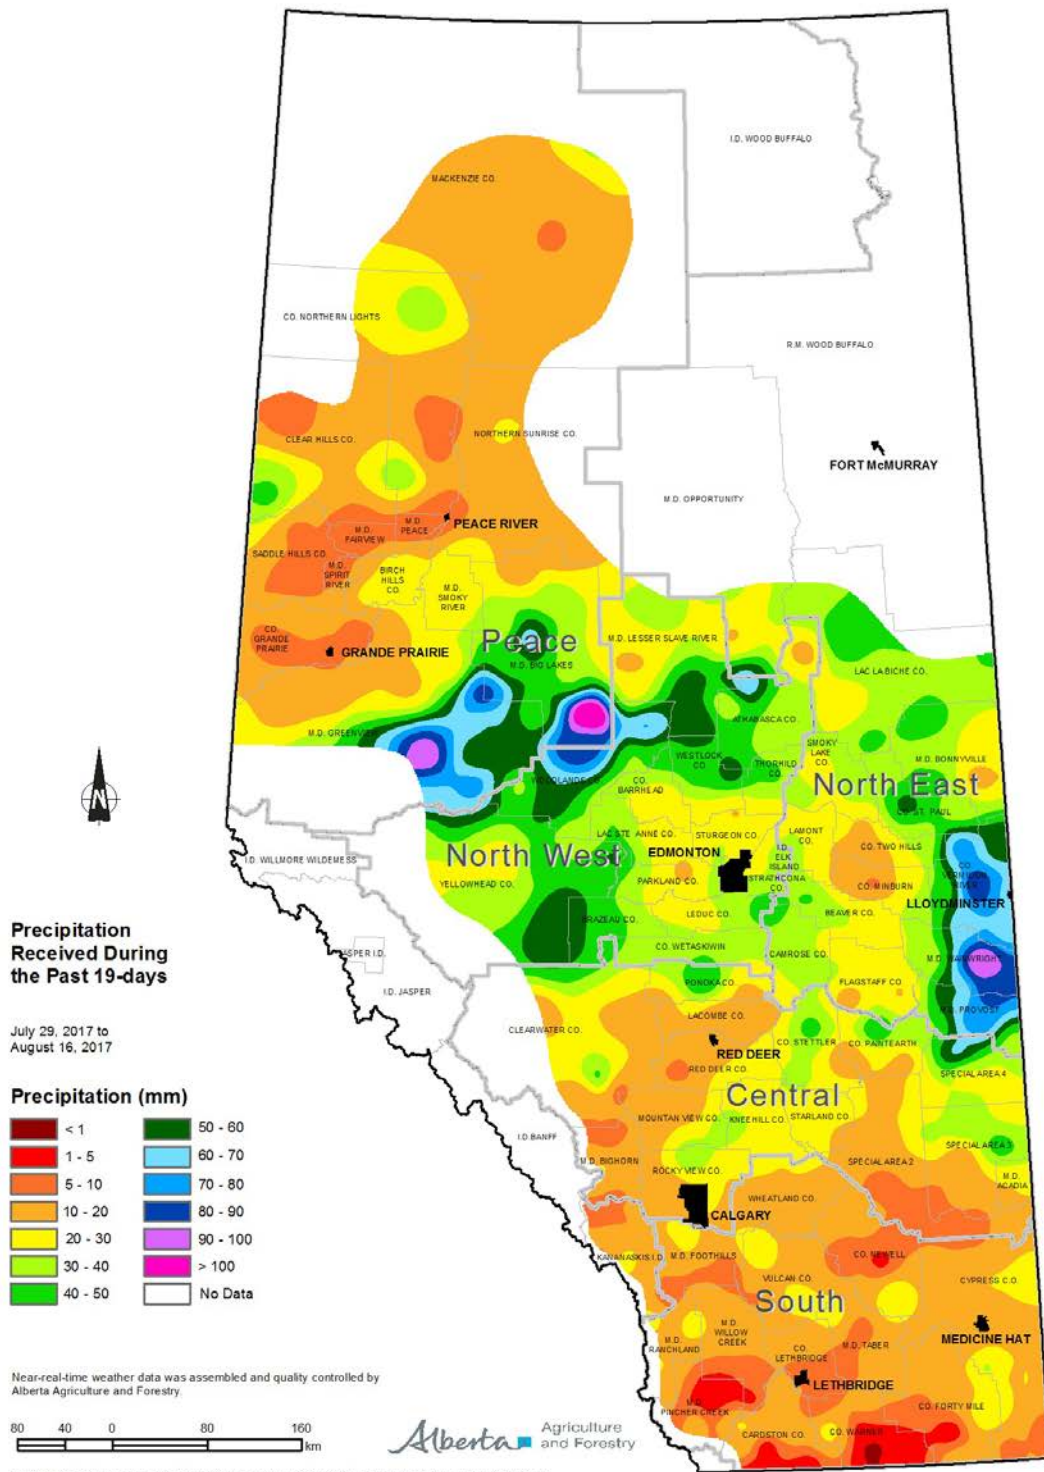 I.D. WOOD BUFFALO
MACKENZIE CO.
CO. NORTHERN LIGHTS
R.M. WOOD BUFFALO
CLEAR HILLS CO.
NORTHERN SUNRISE CO.
FORT McMURRAY
M.D. OPPORTUNITY
M.D.
PEACE
PEACE RIVER
M.D.
FAIRVIEW
SADDLE HILLS CO.
M.D.
SPIRIT
RIVER
BIRCH
HILLS
CO.
M.D.
SMOKY
RIVER
CO.
GRANDE
PRAIRIE
GRANDE PRAIRIE
Peace
M.D. BIG LAKES
M.D. LESSER SLAVE RIVER
LAC LA BICHE CO.
M.D. GREENVIEW
ATHABASCA CO.
WESTLOCK
CO
THORHILD
CO.
SMOKY
LAKE
CO.
M.D. BONNYVILLE
WOODLANDS CO
CO.
BARRHEAD
North East
CO. ST. PAUL
LAC STE ANNE CO.
STURGEON CO.
LAMONT
CO.
North West
EDMONTON
I.D.
ELK
ISLAND
CO. TWO HILLS
I.D. WILLMORE WILDERNESS
YELLOWHEAD CO.
PARKLAND CO.
STRATHCONA
CO.
CO. MINBURN
CO.
VERMILION
RIVER
LLOYDMINSTER
BRAZEAU CO.
LEDUC CO.
BEAVER CO.
CO. WETASKIWIN
CAMROSE CO.
M.D. WAINWRIGHT
JASPER I.D.
I.D. JASPER
PONOKA CO.
FLAGSTAFF CO.
M.D. PROVOST
CLEARWATER CO.
LACOMBE CO.
RED DEER
CO. STETTLER
CO. PAINTEARTH
RED DEER CO.
SPECIAL AREA 4
Central
MOUNTAIN VIEW CO.
KNEEHILL CO.
STARLAND CO.
I.D. BANFF
SPECIAL AREA 3
M.D. BIGHORN
ROCKY VIEW CO.
SPECIAL AREA 2
M.D.
ACADIA
WHEATLAND CO.
CALGARY
KANANASKIS I.D.
M.D. FOOTHILLS
CO. NEWELL
VULCAN CO.
CYPRESS C.O.
South
M.D.
WILLOW
CREEK
M.D.
RANCHLAND
CO.
LETHBRIDGE
M.D. TABER
MEDICINE HAT
LETHBRIDGE
M.D.
PINCHER CREEK
CO. FORTY MILE
CARDSTON CO.
CO. WARNER
N
Precipitation
Received During
the Past 19-days
July 29, 2017 to
August 16, 2017
Precipitation (mm)
< 1
1 - 5
5 - 10
10 - 20
20 - 30
30 - 40
40 - 50
50 - 60
60 - 70
70 - 80
80 - 90
90 - 100
> 100
No Data
Near-real-time weather data was assembled and quality controlled by
Alberta Agriculture and Forestry.
80 40 0 80 160
km
Alberta Agriculture
and Forestry